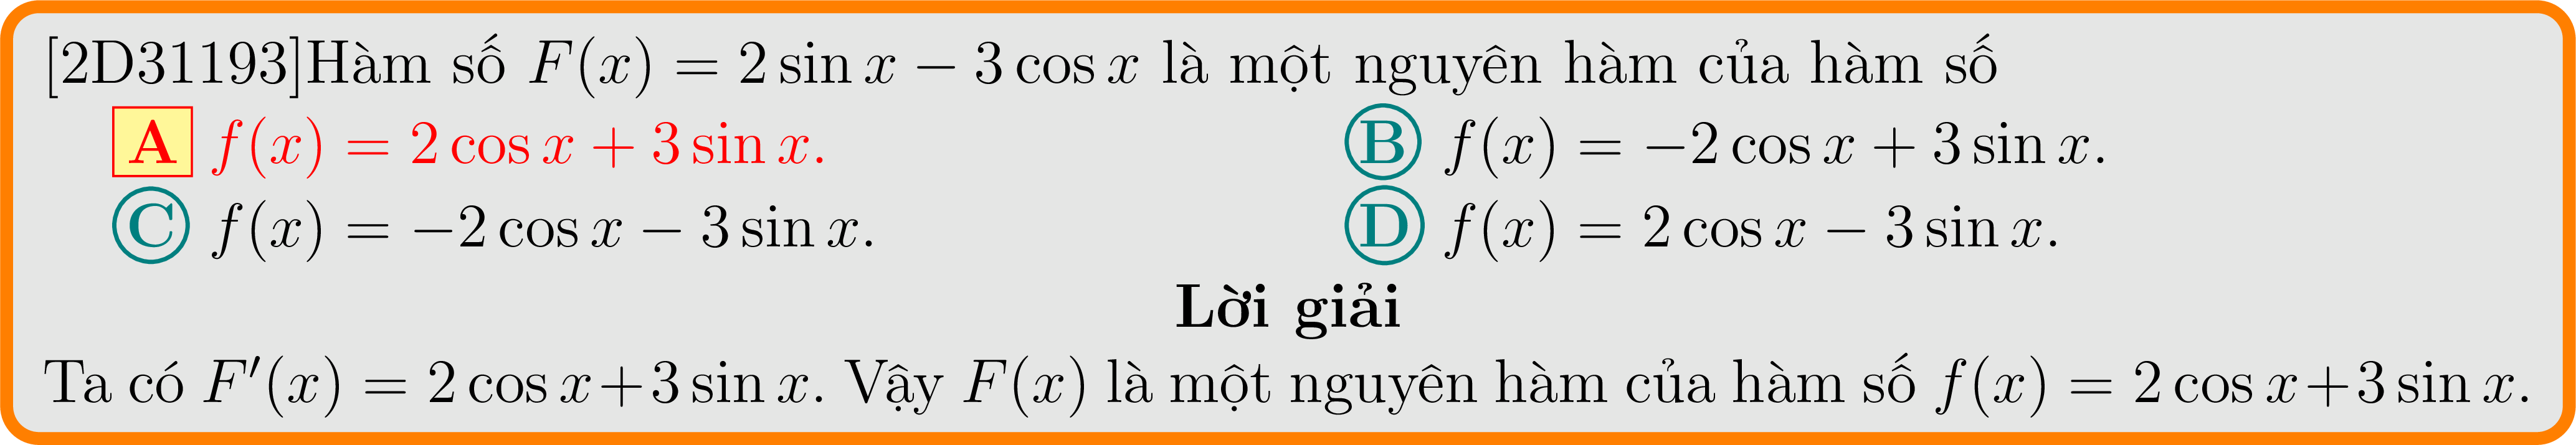 [2D31193]Hàm số F(x) = 2 sin x − 3 cos x là một nguyên hàm của hàm số
A f(x) = 2 cos x + 3 sin x. B f(x) = −2 cos x + 3 sin x.
C f(x) = −2 cos x − 3 sin x. D f(x) = 2 cos x − 3 sin x.
Lời giải
Ta có F′(x) = 2 cos x+3 sin x. Vậy F(x) là một nguyên hàm của hàm số f(x) = 2 cos x+3 sin x.